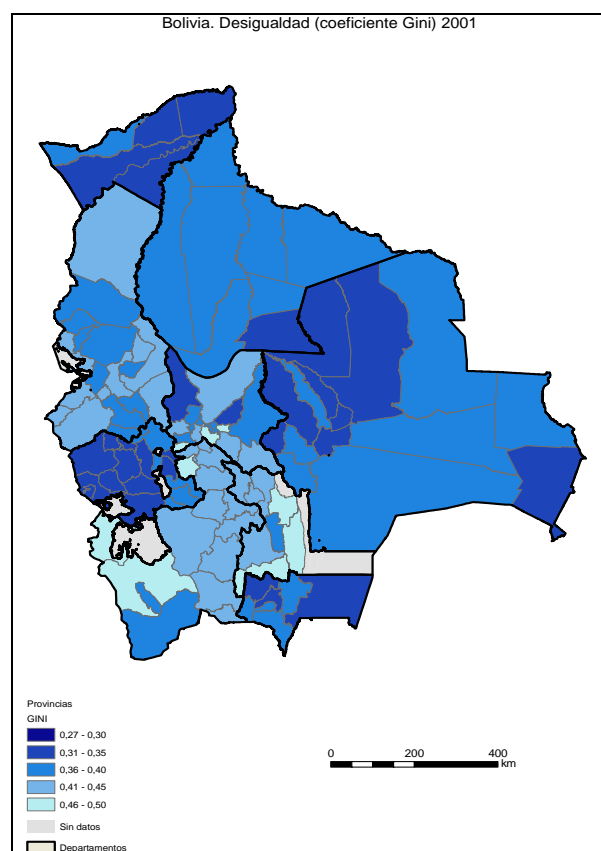 Bolivia. Desigualdad (coeficiente Gini) 2001
Provincias
GINI
0,27 - 0,30
0,31 - 0,35
0,36 - 0,40
0,41 - 0,45
0,46 - 0,50
Sin datos
Departamentos
0 200 400
km